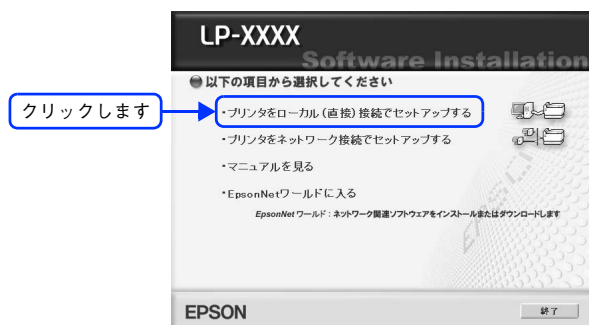 LP-XXXX
Software Installation
以下の項目から選択してください
クリックします
・プリンタをローカル(直接)接続でセットアップする
・プリンタをネットワーク接続でセットアップする
・マニュアルを見る
・EpsonNetワールドに入る
EpsonNet ワールド：ネットワーク関連ソフトウェアをインストールまたはダウンロードします
EPSON
EPSON
終了